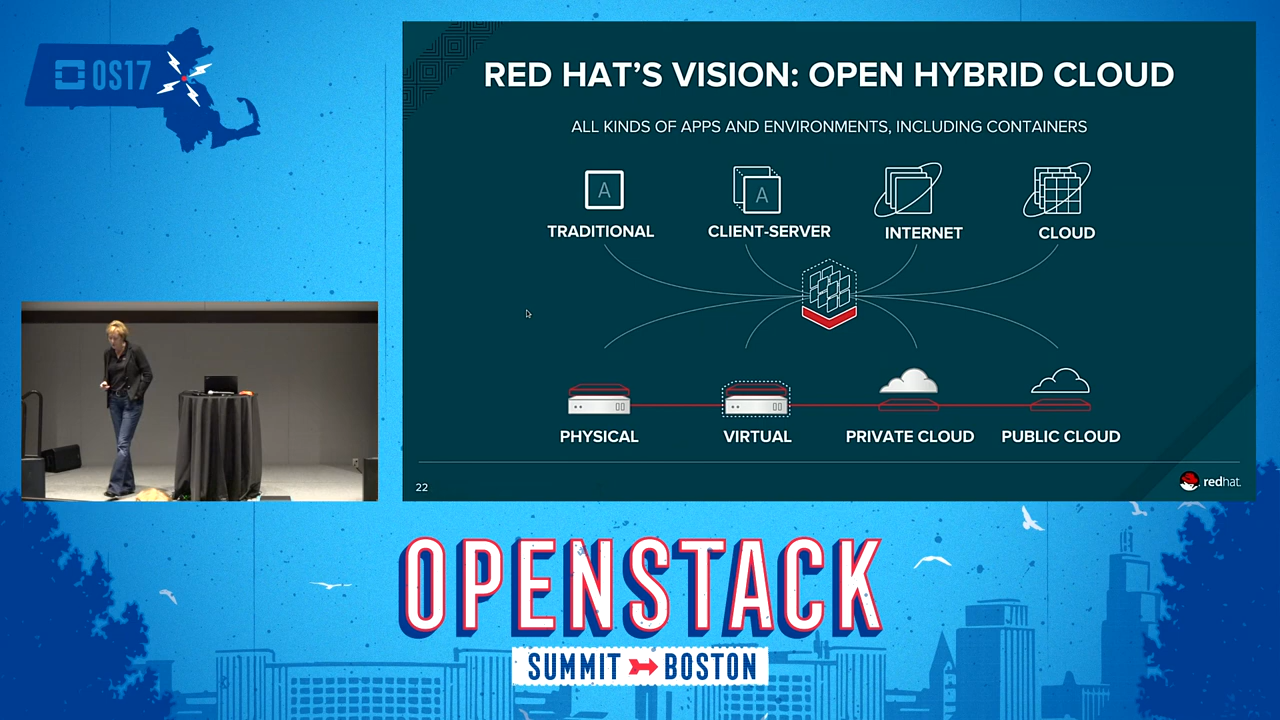 OS17
RED HAT'S VISION: OPEN HYBRID CLOUD
ALL KINDS OF APPS AND ENVIRONMENTS, INCLUDING CONTAINERS
A
A
TRADITIONAL
CLIENT-SERVER
INTERNET
CLOUD
PHYSICAL
VIRTUAL
PRIVATE CLOUD
PUBLIC CLOUD
22
redhat.
OPENSTACK
SUMMIT BOSTON